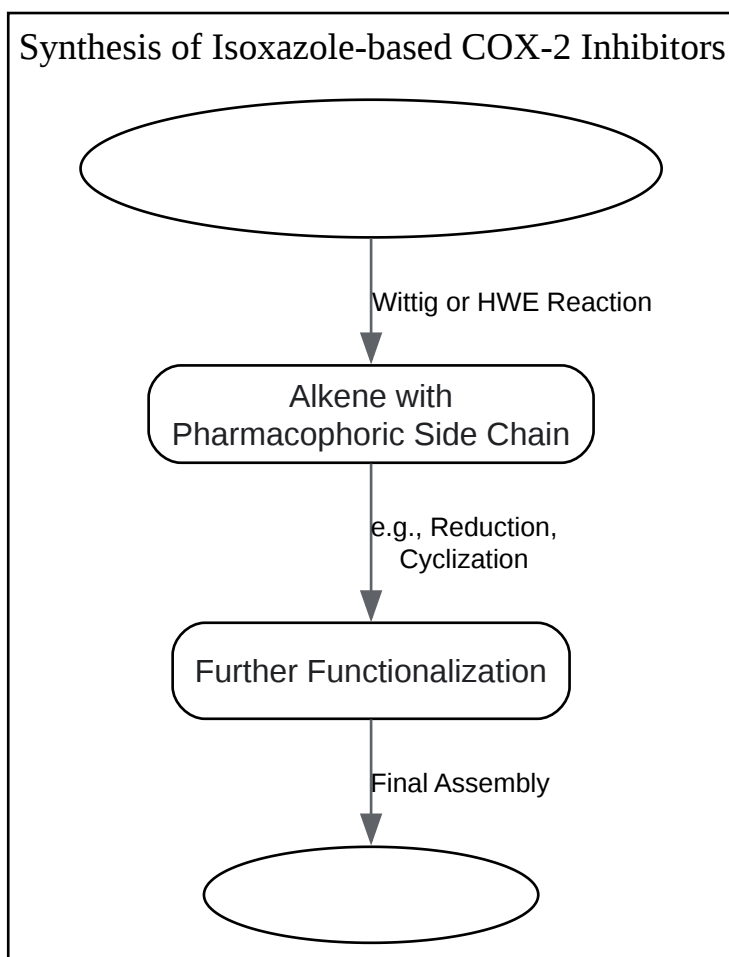 Synthesis of Isoxazole-based COX-2 Inhibitors
Wittig or HWE Reaction
Alkene with
Pharmacophoric Side Chain
e.g., Reduction,
Cyclization
Further Functionalization
Final Assembly